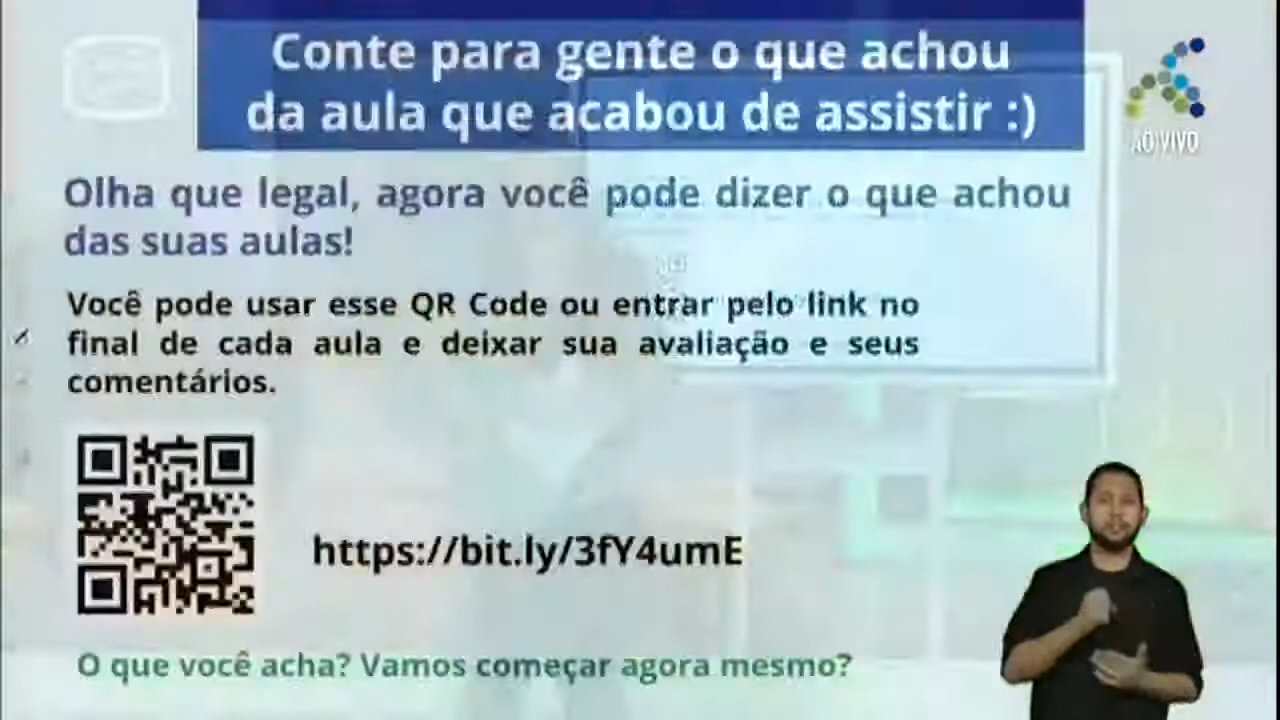 Conte para gente o que achou
da aula que acabou de assistir :)
AO VIVO
Olha que legal, agora você pode dizer o que achou
das suas aulas!
Você pode usar esse QR Code ou entrar pelo link no
final de cada aula e deixar sua avaliação e seus
comentários.
https://bit.ly/3fY4umE
O que você acha? Vamos começar agora mesmo?